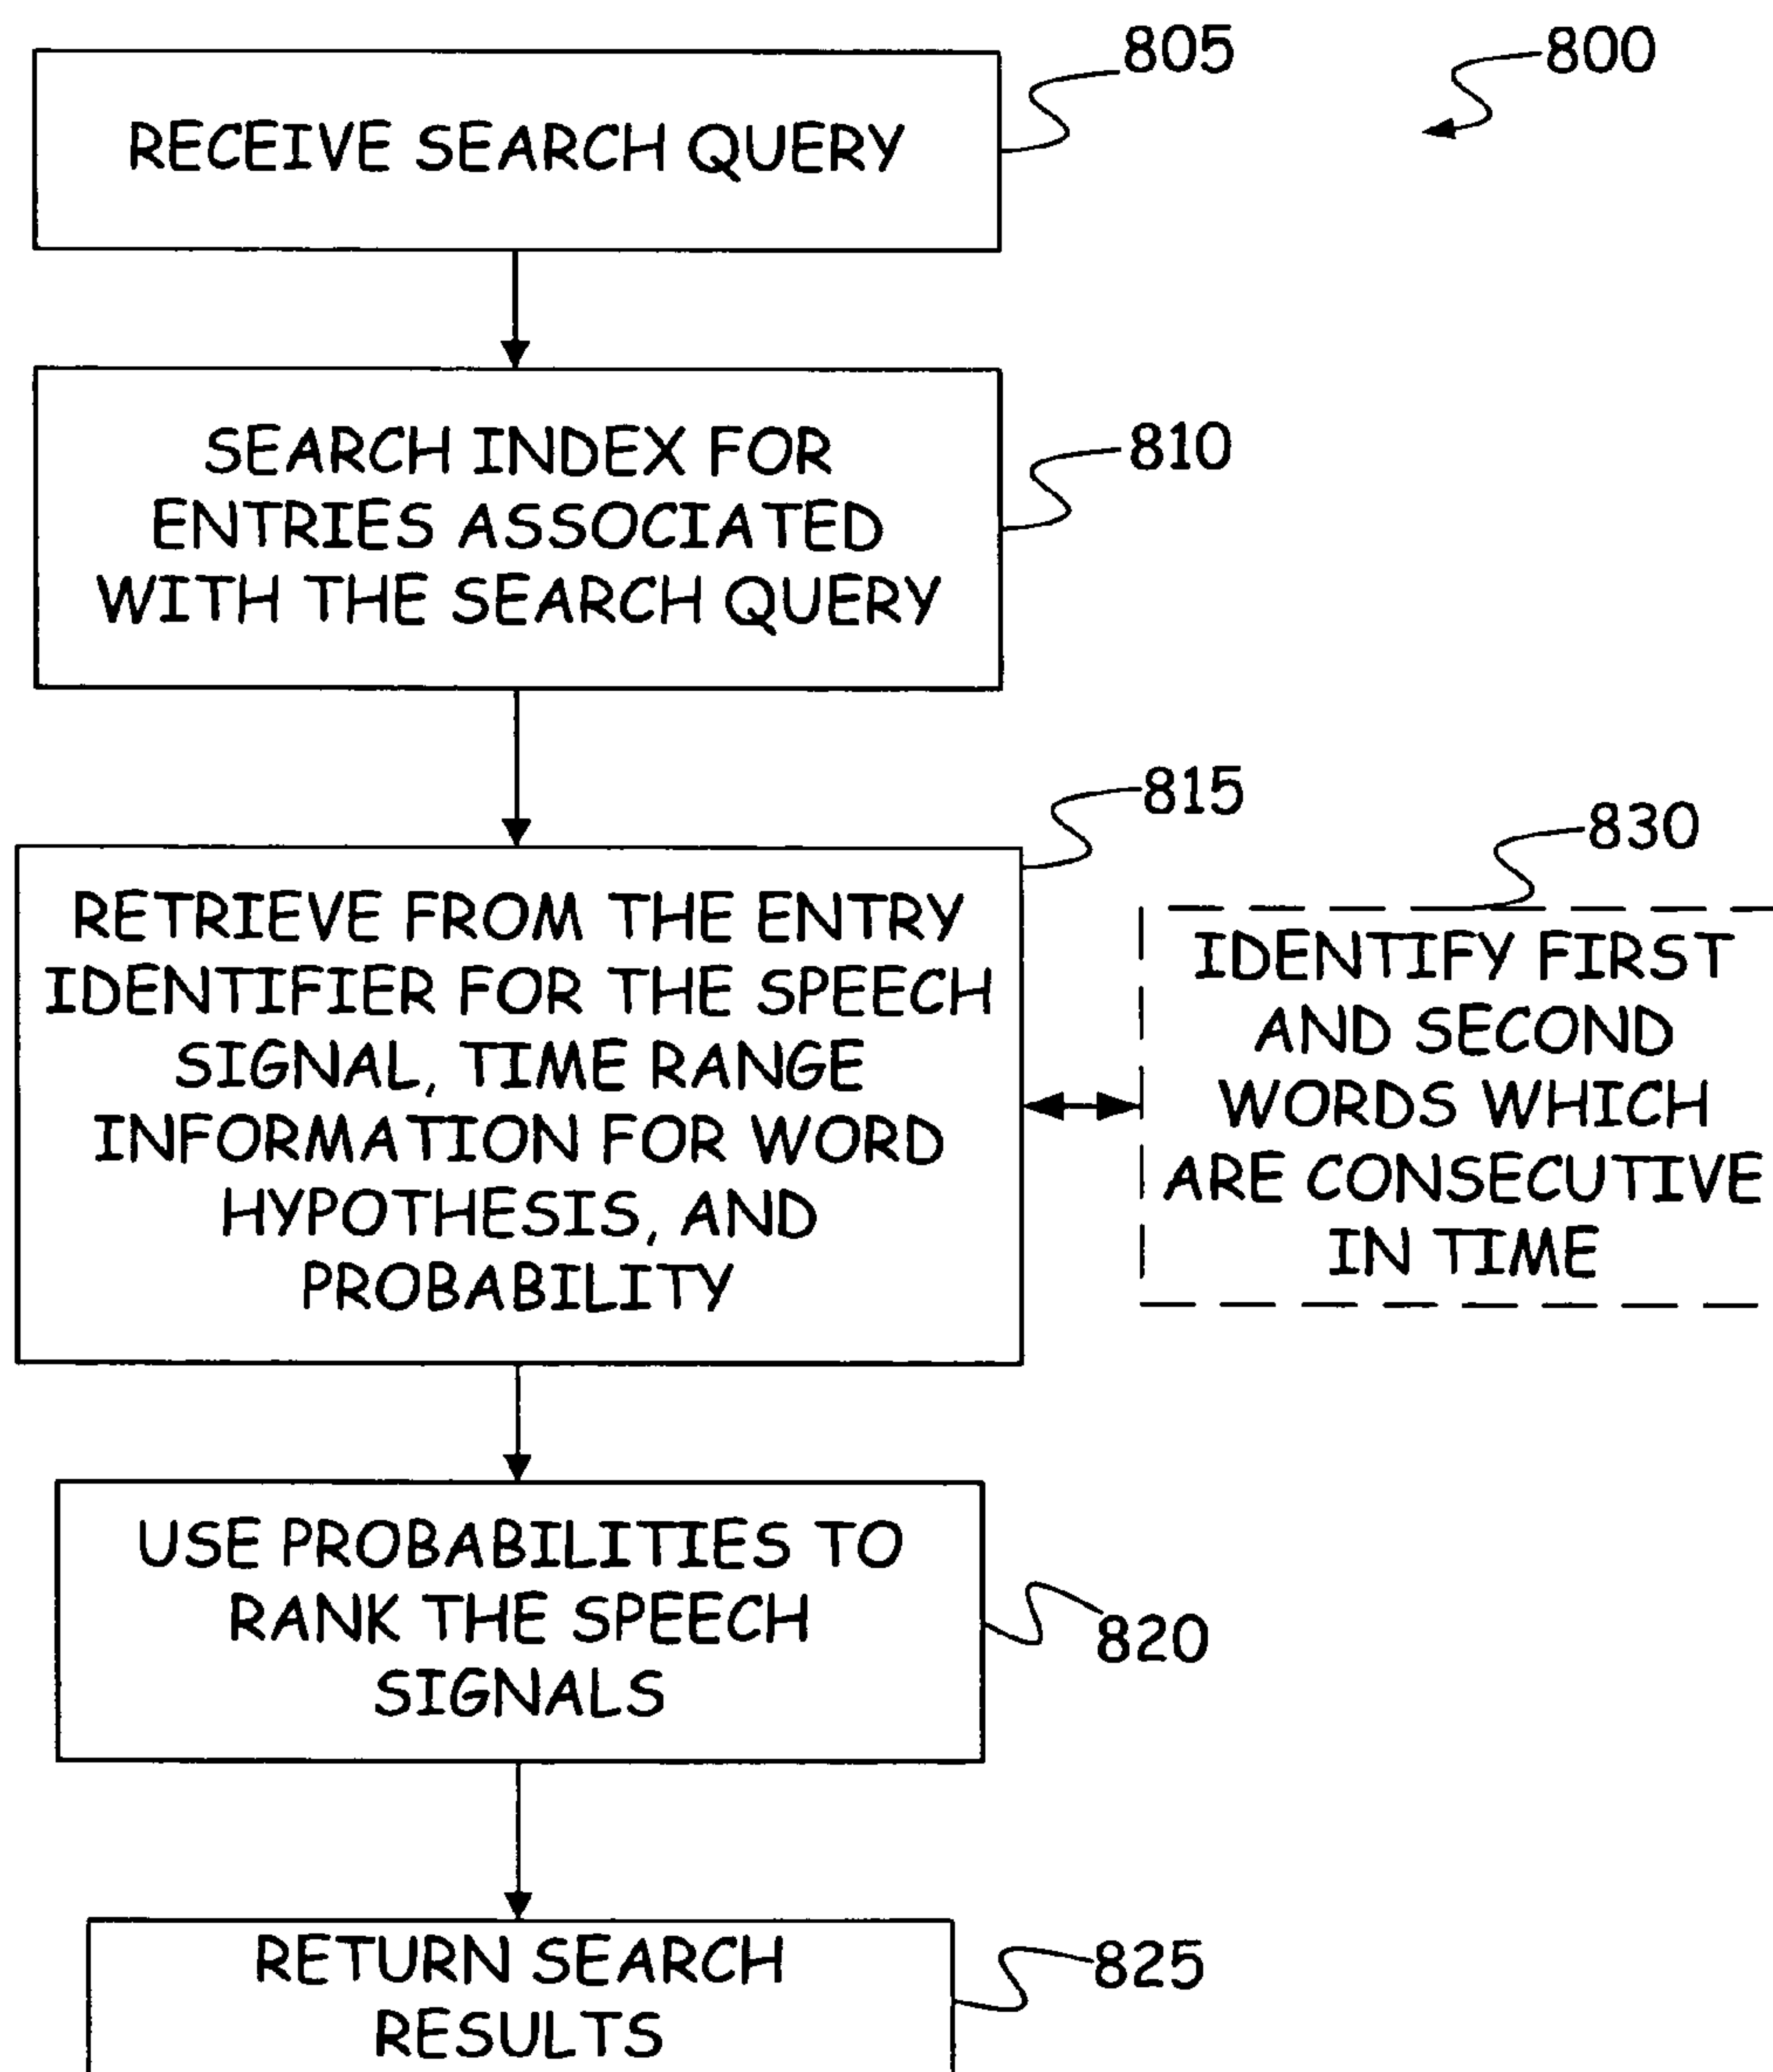 805
800
RECEIVE SEARCH QUERY
810
SEARCH INDEX FOR
ENTRIES ASSOCIATED
WITH THE SEARCH QUERY
815
830
RETRIEVE FROM THE ENTRY
IDENTIFIER FOR THE SPEECH
SIGNAL, TIME RANGE
INFORMATION FOR WORD
HYPOTHESIS, AND
PROBABILITY
IDENTIFY FIRST
AND SECOND
WORDS WHICH
ARE CONSECUTIVE
IN TIME
USE PROBABILITIES TO
RANK THE SPEECH
SIGNALS
820
RETURN SEARCH
RESULTS
825